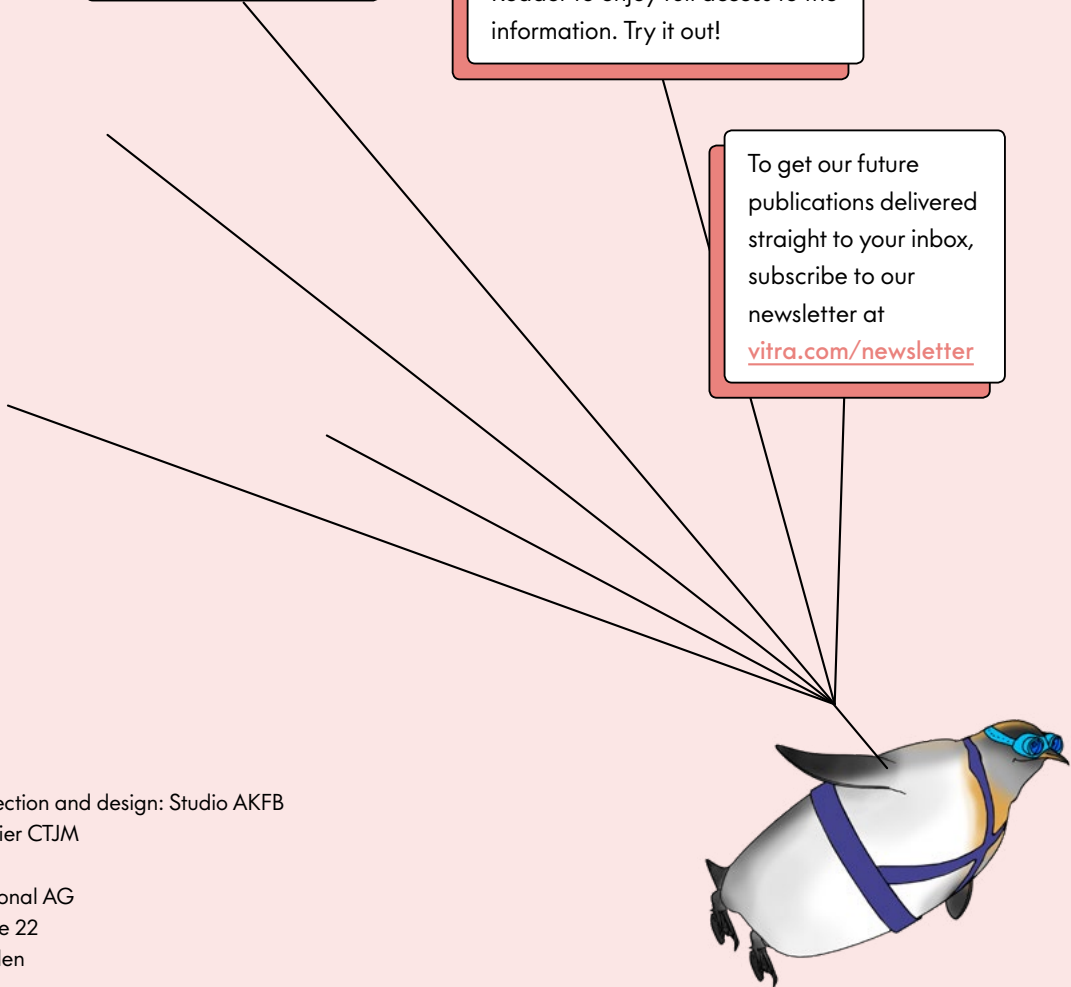 information. Try it out!
To get our future
publications delivered
straight to your inbox,
subscribe to our
newsletter at
vitra.com/newsletter
ection and design: Studio AKFB
ier CTJM
onal AG
e 22
len